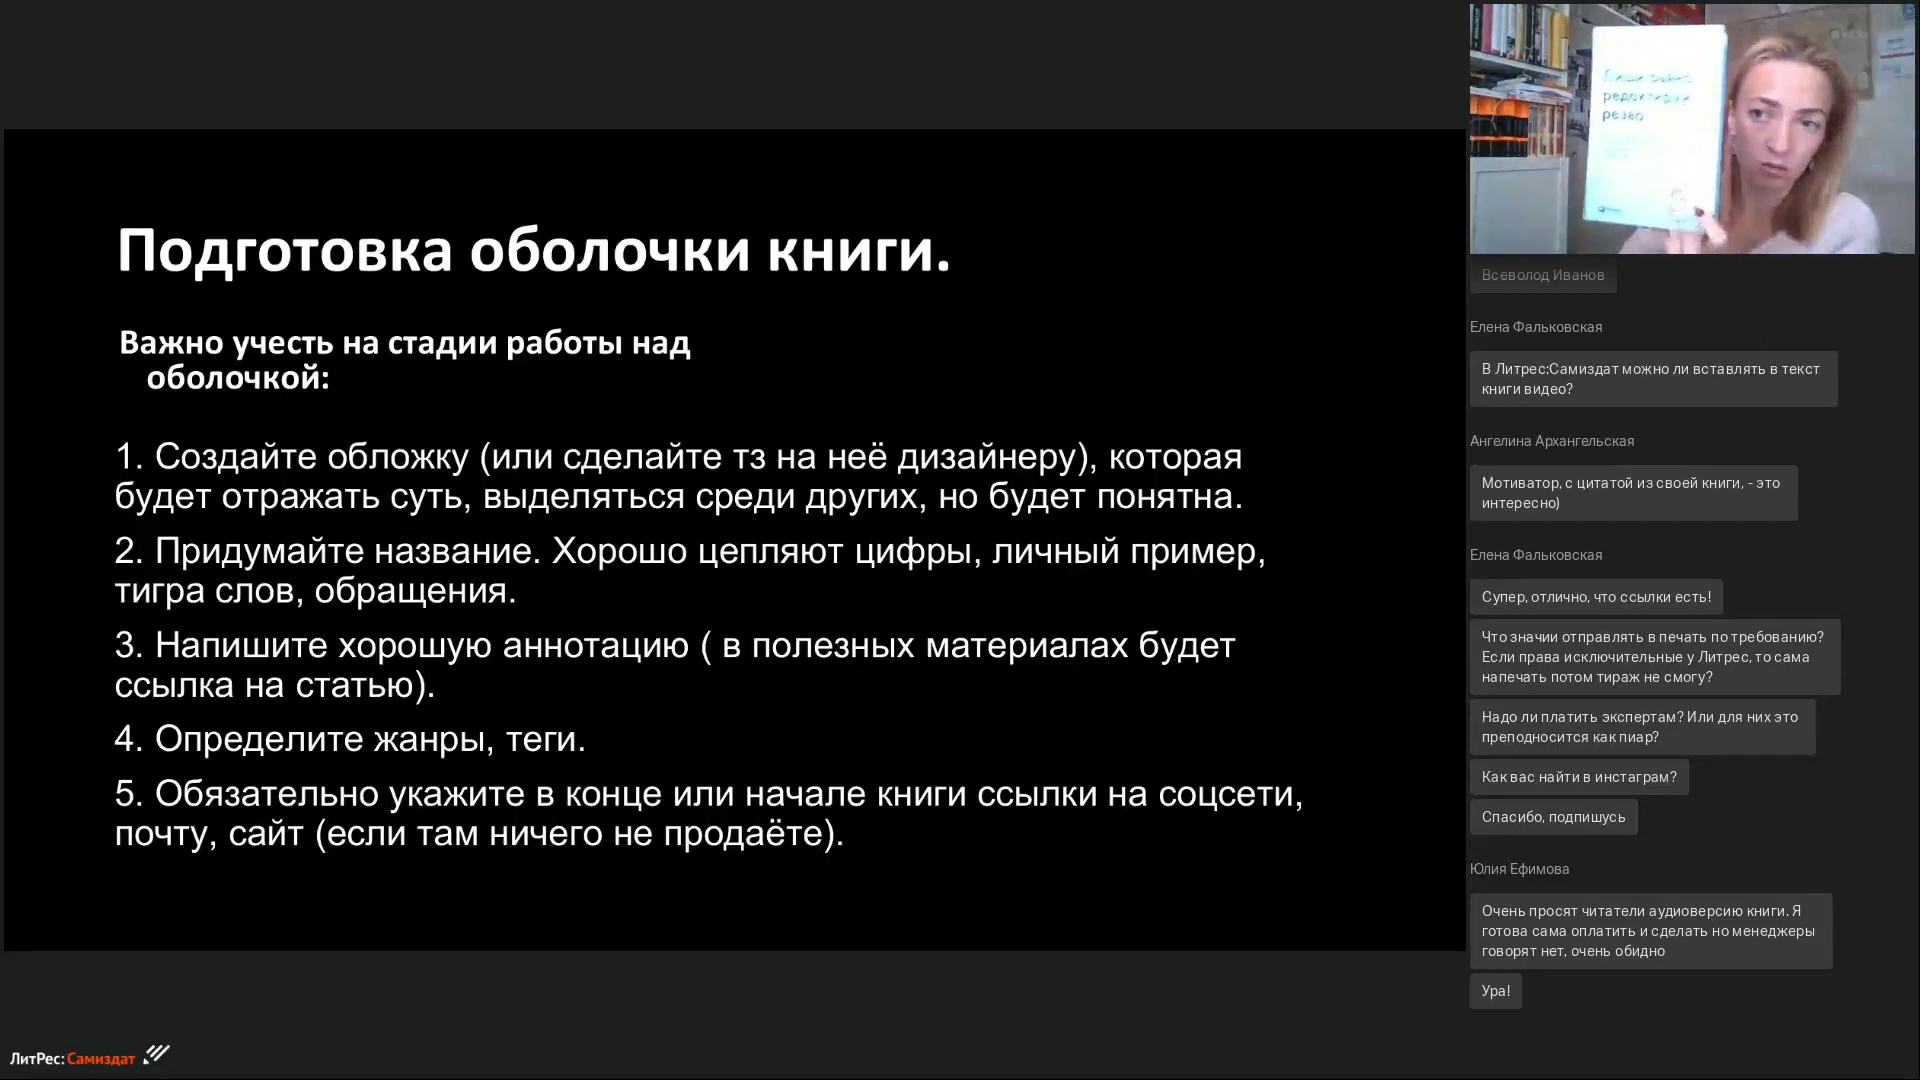 Подготовка оболочки книги.
Важно учесть на стадии работы над
оболочкой:
1. Создайте обложку (или сделайте тз на неё дизайнеру), которая
будет отражать суть, выделяться среди других, но будет понятна.
2. Придумайте название. Хорошо цепляют цифры, личный пример,
тигра слов, обращения.
3. Напишите хорошую аннотацию ( в полезных материалах будет
ссылка на статью).
4. Определите жанры, теги.
5. Обязательно укажите в конце или начале книги ссылки на соцсети,
почту, сайт (если там ничего не продаёте).
ЛитРес: Самиздат
редактируй
резво
Всеволод Иванов
Елена Фальковская
В Литрес:Самиздат можно ли вставлять в текст
книги видео?
Ангелина Архангельская
Мотиватор, с цитатой из своей книги, - это
интересно)
Елена Фальковская
Супер, отлично, что ссылки есть!
Что значии отправлять в печать по требованию?
Если права исключительные у Литрес, то сама
напечать потом тираж не смогу?
Надо ли платить экспертам? Или для них это
преподносится как пиар?
Как вас найти в инстаграм?
Спасибо, подпишусь
Юлия Ефимова
Очень просят читатели аудиоверсию книги. Я
готова сама оплатить и сделать но менеджеры
говорят нет, очень обидно
Ура!